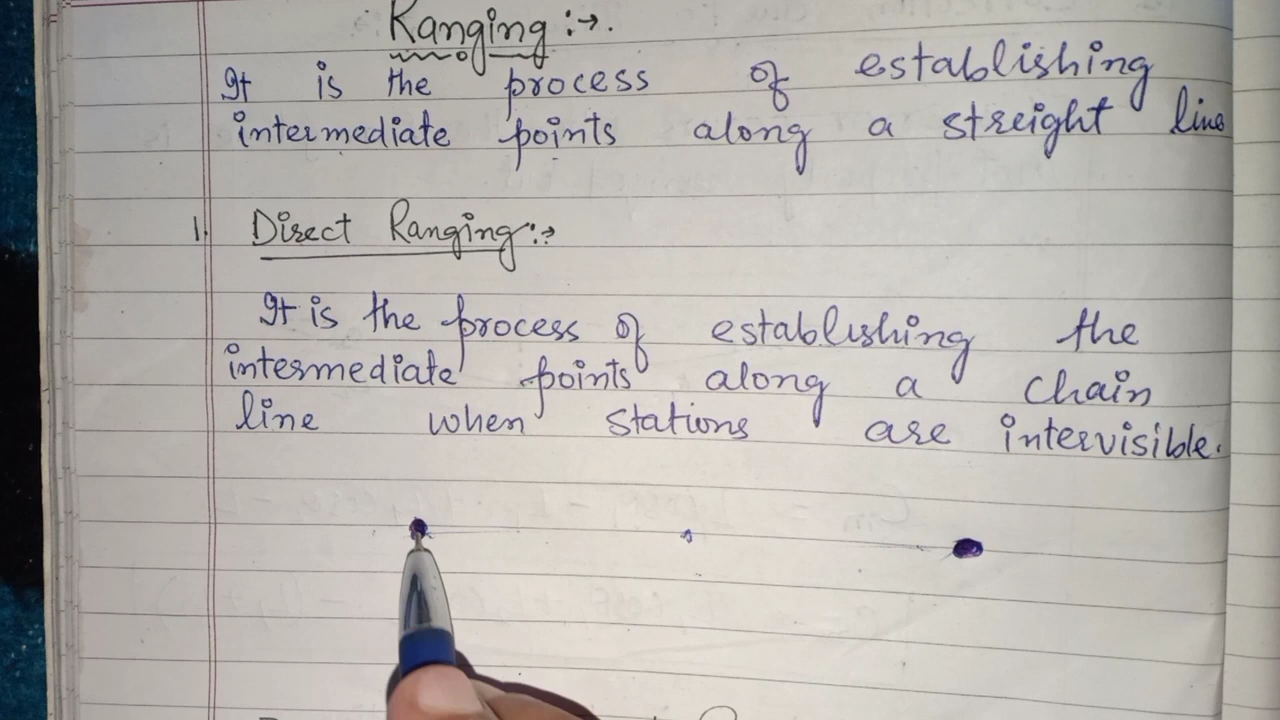 Ranging :→.
It is the process of establishing
intermediate points along a streight line
1. Direct Ranging :→
It is the process of establishing the
intermediate points along a chain
line when stations are intervisible.